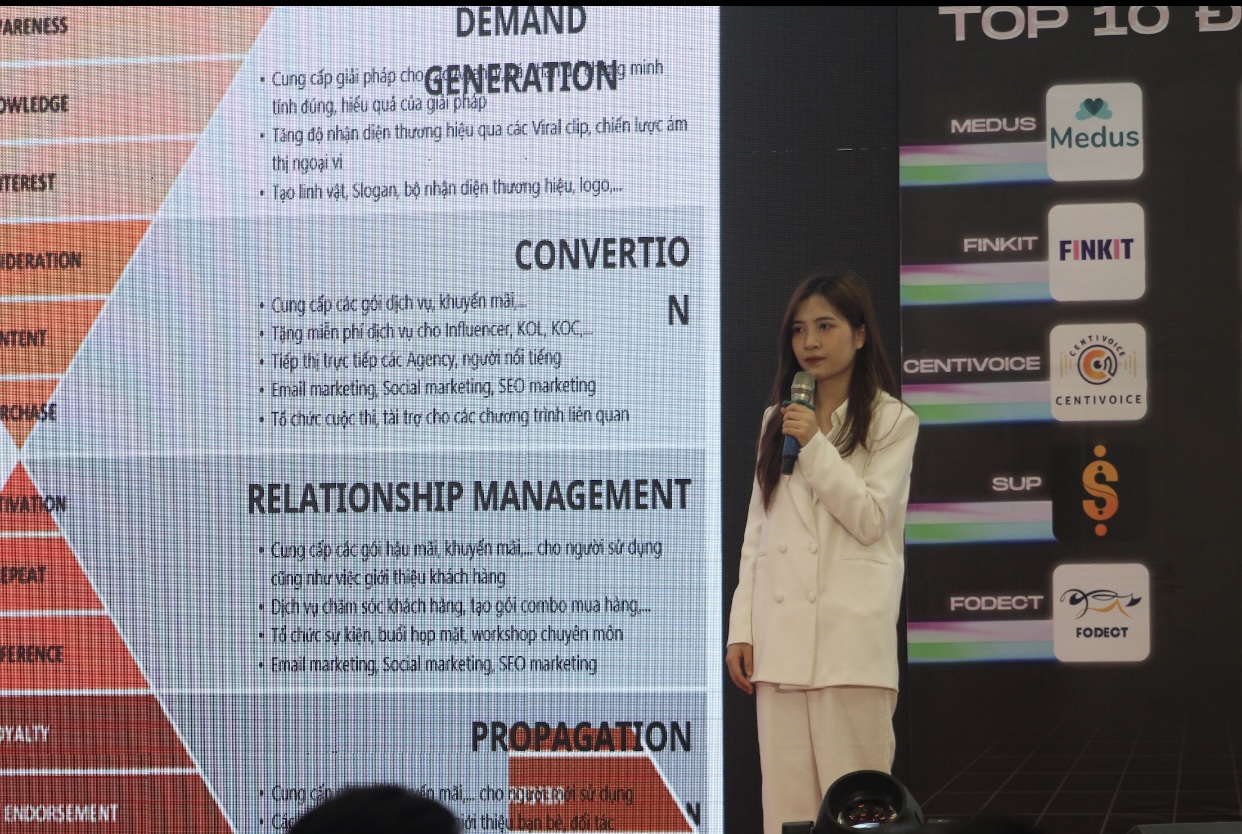 ARENESS
OWLEDGE
TEREST
IDERATION
NTENT
RCHASE
TIVATION
EPEAT
FERENCE
OYALTY
ENDORSEMENT
DEMAND
GENERATION
• Cung cấp giải pháp cho minh
tính đúng, hiệu quả của giải pháp
• Tăng độ nhận diện thương hiệu qua các Viral clip, chiến lược ám
thị ngoại vi
• Tạo linh vật, Slogan, bộ nhận diện thương hiệu, logo,...
CONVERTIO
N
• Cung cấp các gói dịch vụ, khuyến mãi,...
• Tặng miễn phí dịch vụ cho Influencer, KOL, KOC,...
• Tiếp thị trực tiếp các Agency, người nổi tiếng
• Email marketing, Social marketing, SEO marketing
• Tổ chức cuộc thi, tài trợ cho các chương trình liên quan
RELATIONSHIP MANAGEMENT
• Cung cấp các gói hậu mãi, khuyến mãi,... cho người sử dụng
cũng như việc giới thiệu khách hàng
• Dịch vụ chăm sóc khách hàng, tạo gói combo mua hàng,...
• Tổ chức sự kiện, buổi họp mặt, workshop chuyên môn
• Email marketing, Social marketing, SEO marketing
PROPAGATION
• Cung cấp mãi,... cho người mới sử dụng
N
• giới thiệu bạn bè, đối tác
TOP 10 Đ
MEDUS
Medus
FINKIT
FINKIT
CENTIVOICE
CENTIVOICE
CENTIVOICE
SUP
FODECT
FODECT